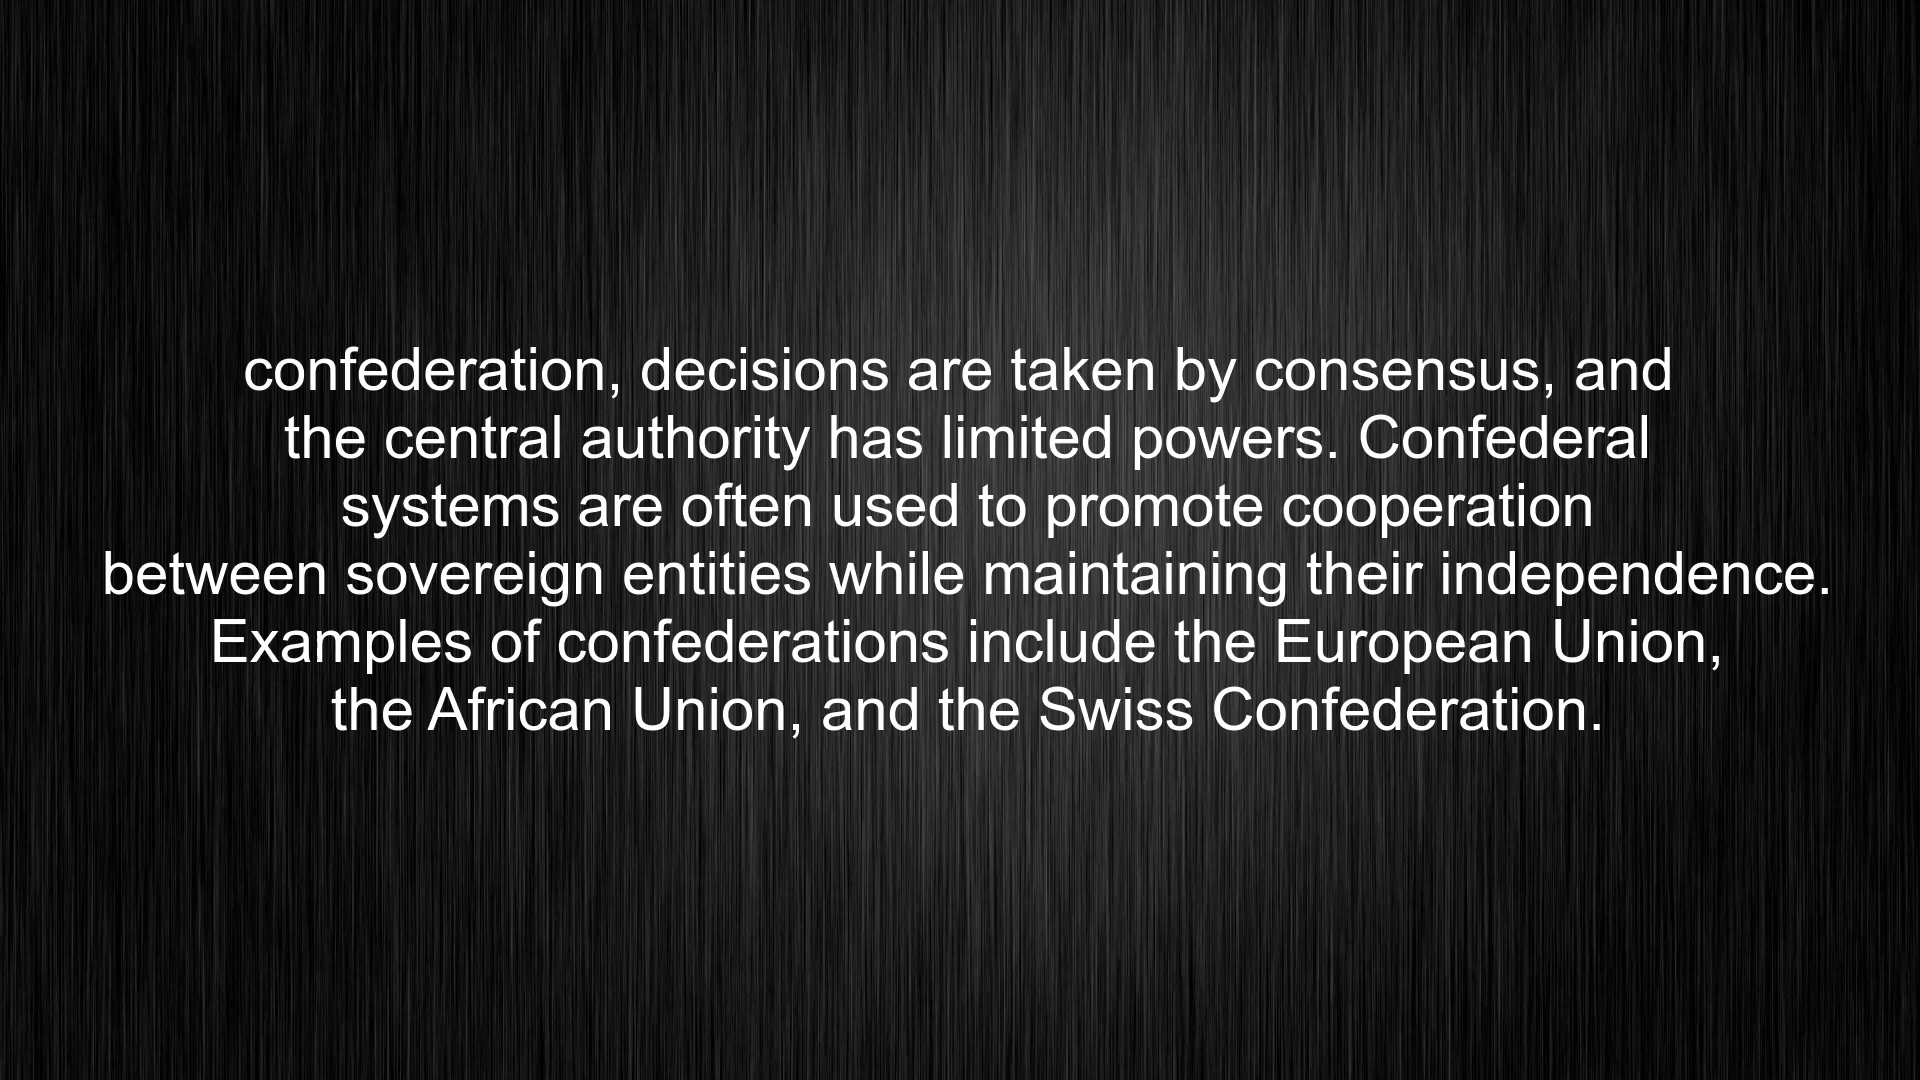 confederation, decisions are taken by consensus, and
the central authority has limited powers. Confederal
systems are often used to promote cooperation
between sovereign entities while maintaining their independence.
Examples of confederations include the European Union,
the African Union, and the Swiss Confederation.